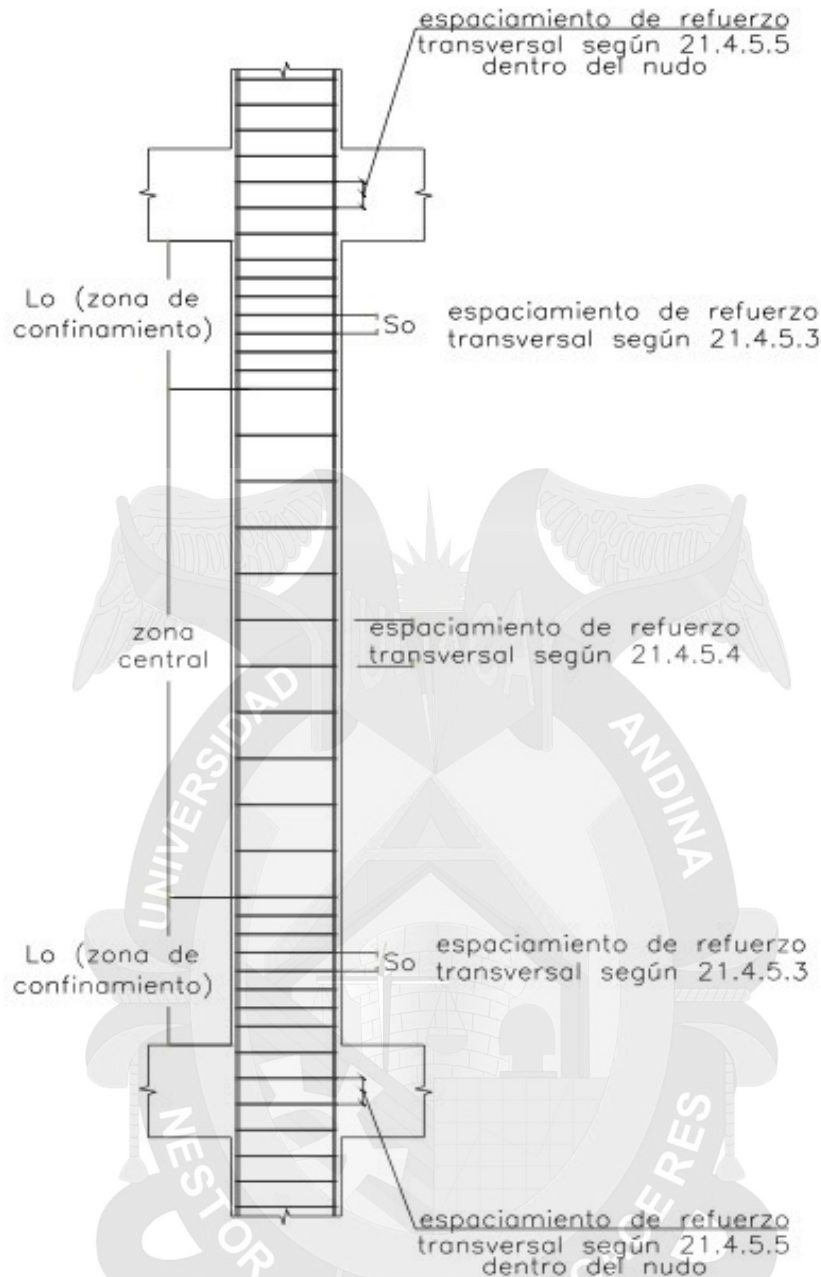 espaciamiento de refuerzo
transversal según 21.4.5.5
dentro del nudo
Lo (zona de
confinamiento)
So
espaciamiento de refuerzo
transversal según 21.4.5.3
zona
central
espaciamiento de refuerzo
transversal según 21.4.5.4
UNIVERSIDAD
ANDINA
Lo (zona de
confinamiento)
So
espaciamiento de refuerzo
transversal según 21.4.5.3
NESTOR
CERES
espaciamiento de refuerzo
transversal según 21.4.5.5
dentro del nudo